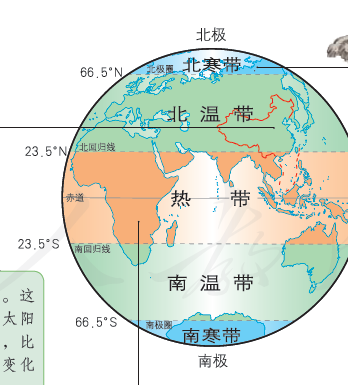 北极
北极圈
北寒带
66.5°N
北温带
23.5°N
北回归线
赤道
热带
23.5°S
南回归线
南温带
66.5°S
南极圈
南寒带
南极
。这
太阳
,比
变化